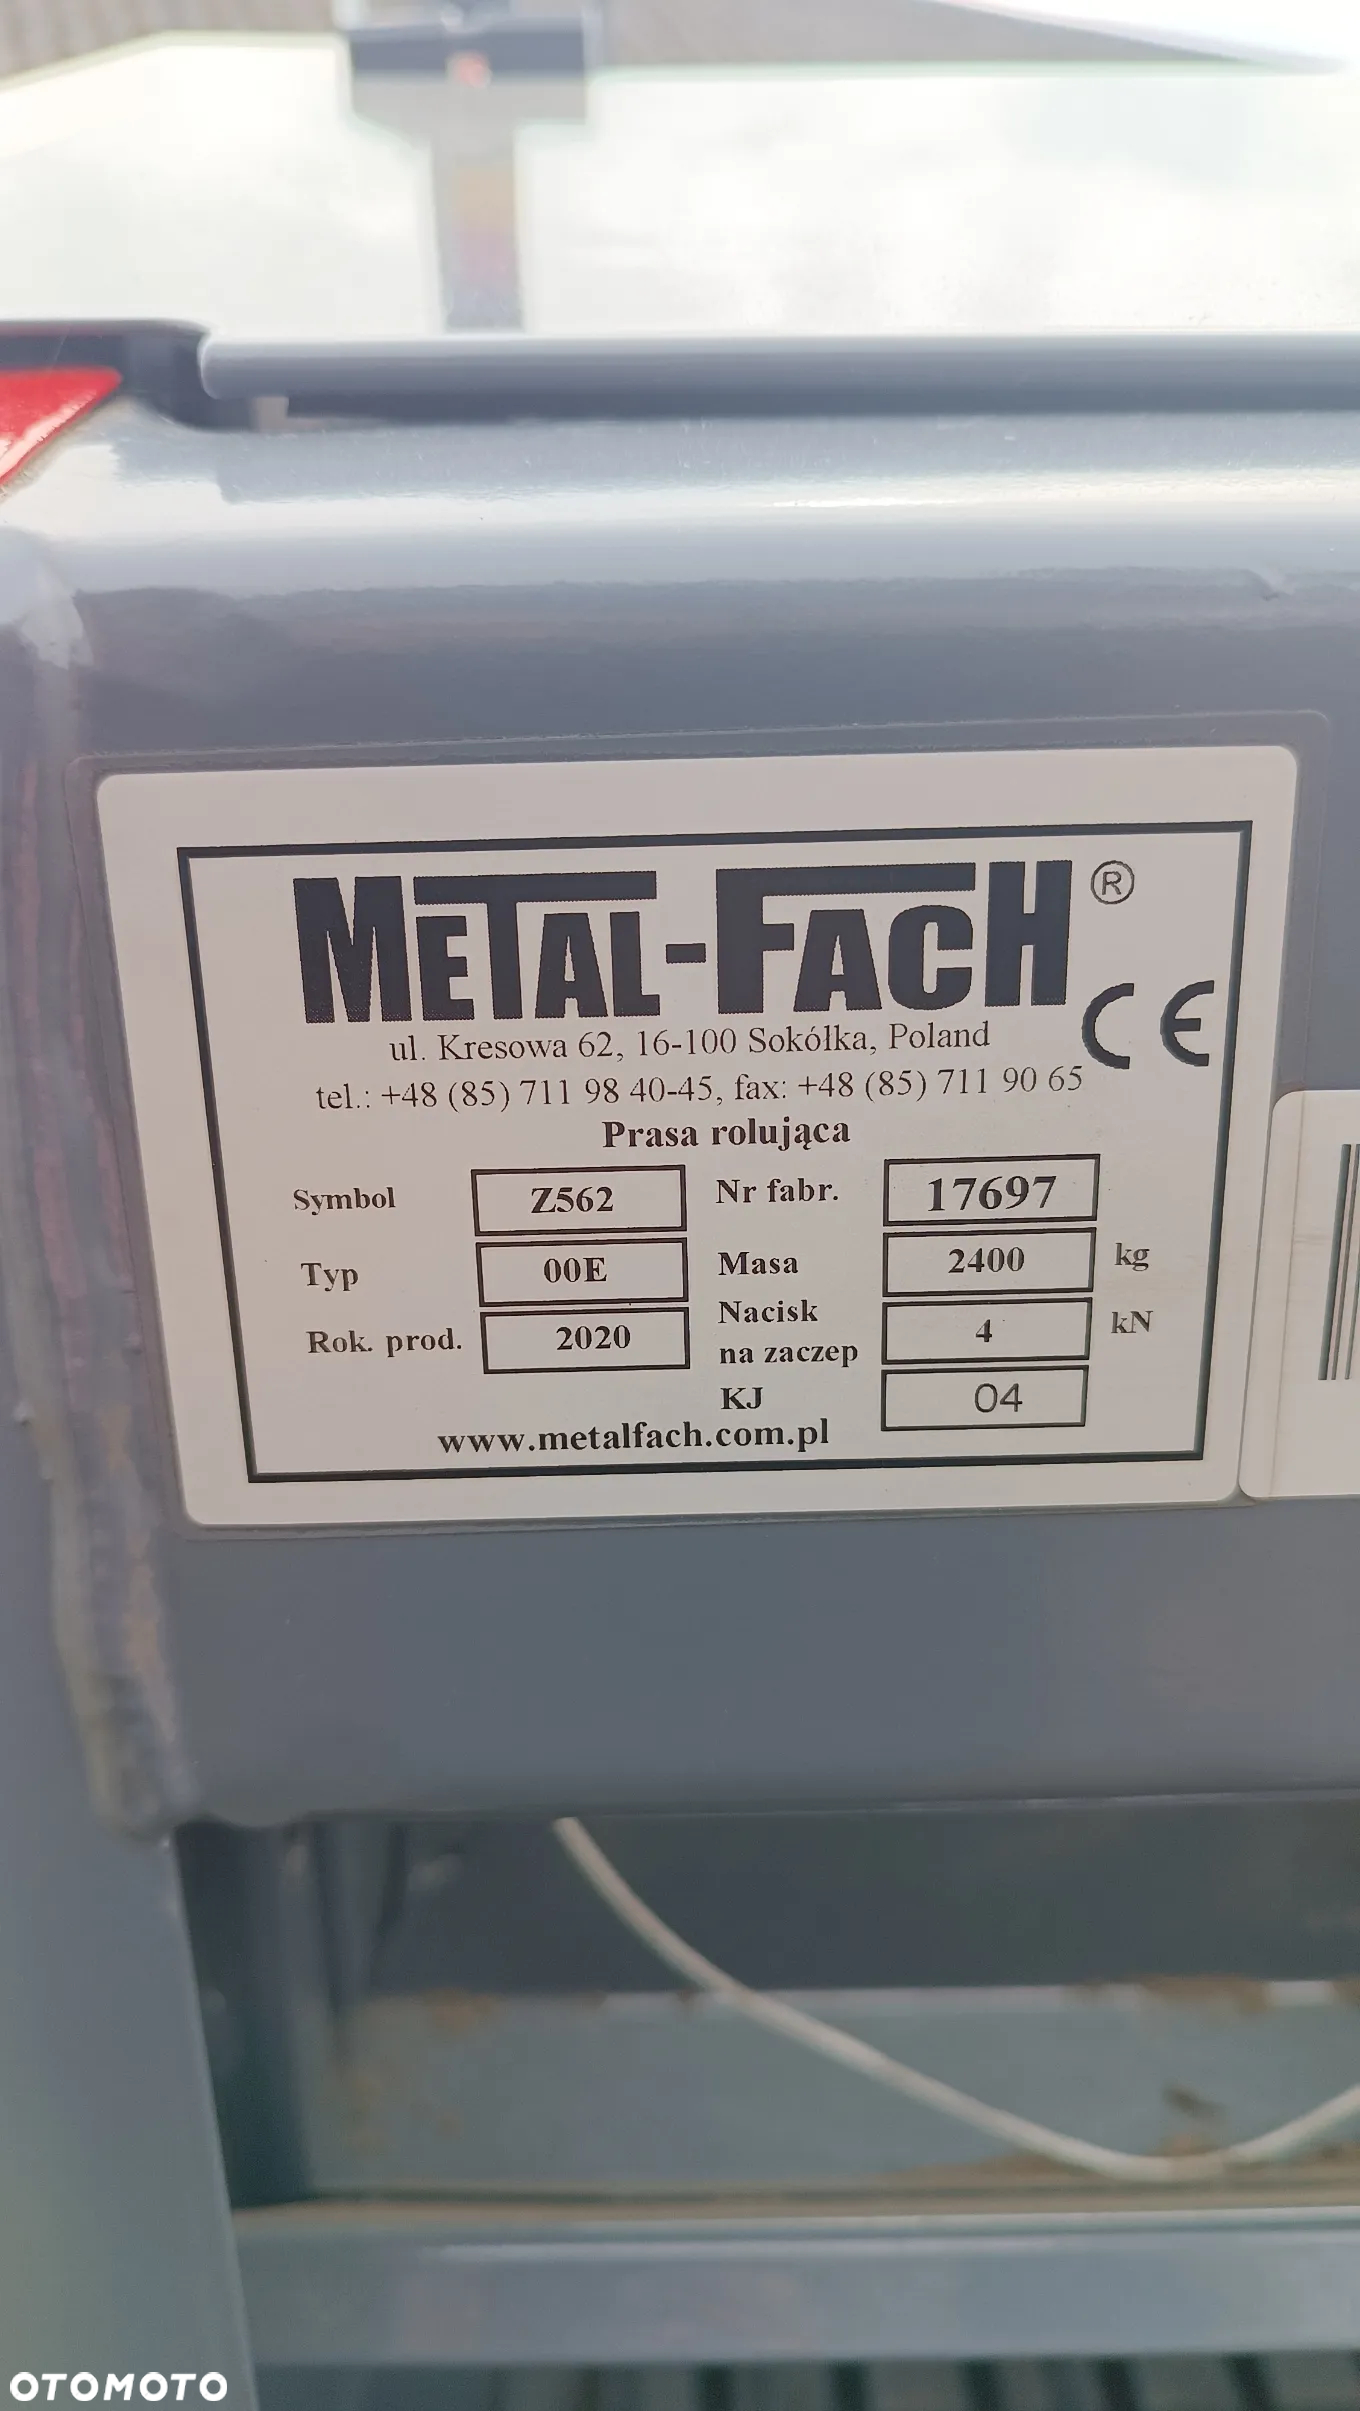 METAL-FACH®
CE
ul. Kresowa 62, 16-100 Sokółka, Poland
tel.: +48 (85) 711 98 40-45, fax: +48 (85) 711 90 65
Prasa rolująca
Symbol Z562 Nr fabr. 17697
Typ 00E Masa 2400 kg
Rok. prod. 2020 Nacisk na zaczep 4 kN
KJ 04
www.metalfach.com.pl
OTOMOTO